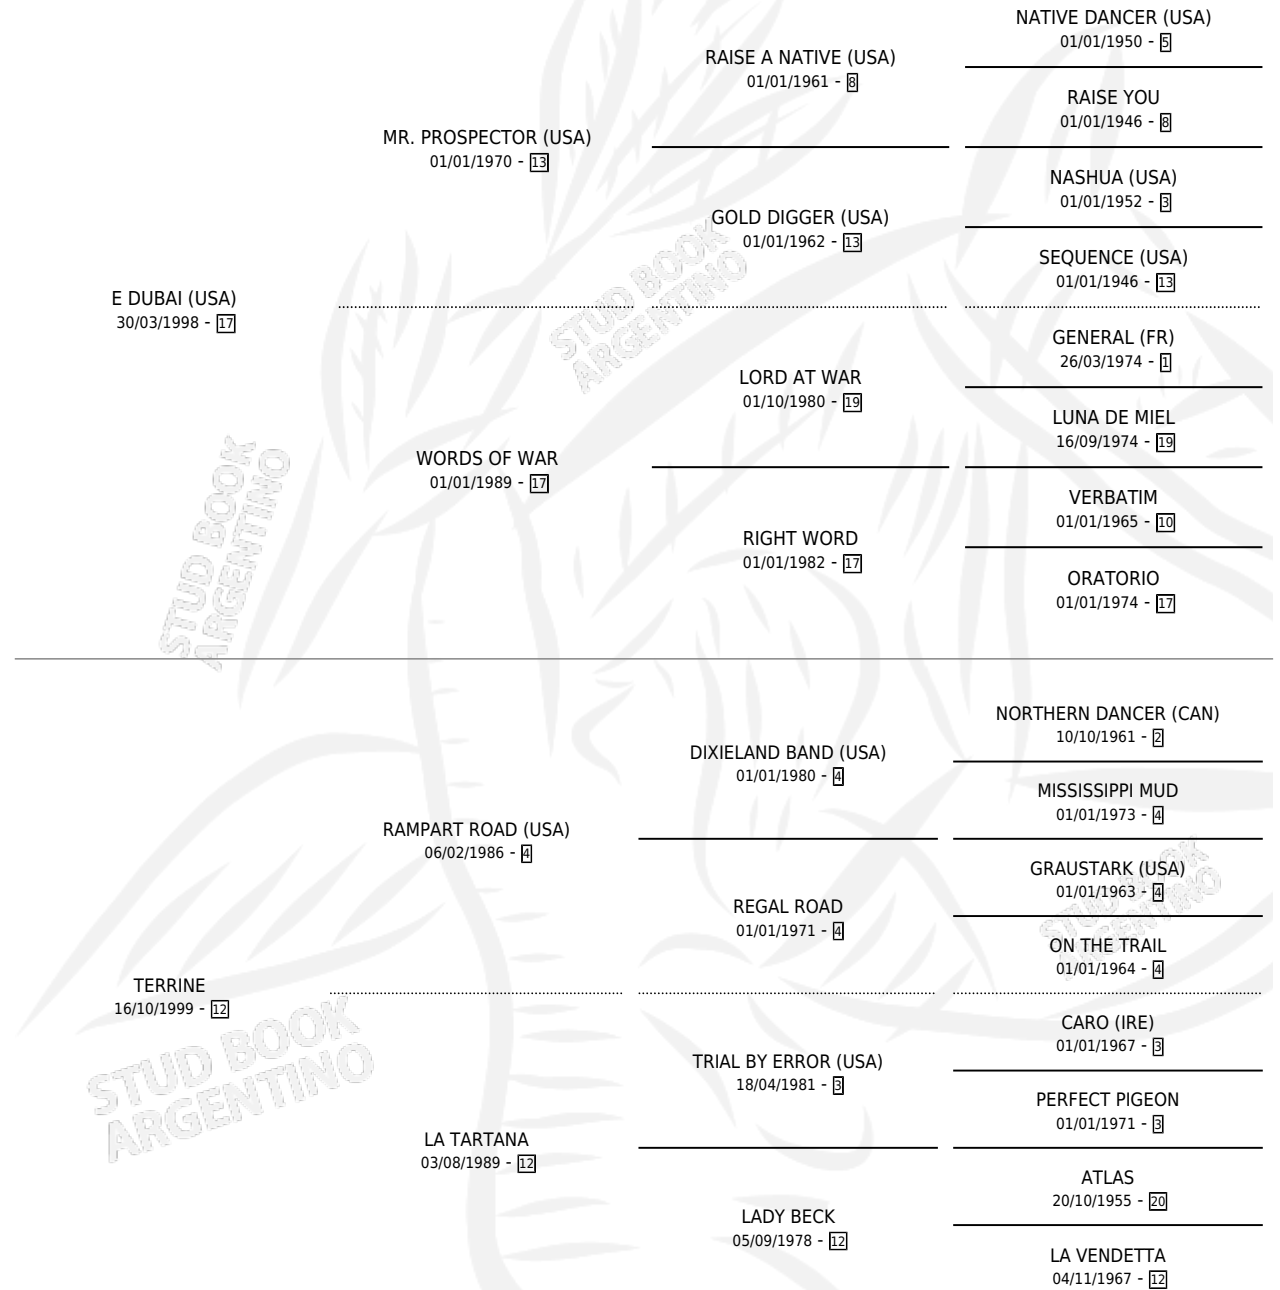 NATIVE DANCER (USA)
01/01/1950 - 5
RAISE A NATIVE (USA)
01/01/1961 - 8
RAISE YOU
01/01/1946 - 8
MR. PROSPECTOR (USA)
01/01/1970 - 13
NASHUA (USA)
01/01/1952 - 3
GOLD DIGGER (USA)
01/01/1962 - 13
SEQUENCE (USA)
01/01/1946 - 13
E DUBAI (USA)
30/03/1998 - 17
GENERAL (FR)
26/03/1974 - 1
LORD AT WAR
01/10/1980 - 19
LUNA DE MIEL
16/09/1974 - 19
WORDS OF WAR
01/01/1989 - 17
VERBATIM
01/01/1965 - 10
RIGHT WORD
01/01/1982 - 17
ORATORIO
01/01/1974 - 17
NORTHERN DANCER (CAN)
10/10/1961 - 2
DIXIELAND BAND (USA)
01/01/1980 - 4
MISSISSIPPI MUD
01/01/1973 - 4
RAMPART ROAD (USA)
06/02/1986 - 4
GRAUSTARK (USA)
01/01/1963 - 4
REGAL ROAD
01/01/1971 - 4
ON THE TRAIL
01/01/1964 - 4
TERRINE
16/10/1999 - 12
CARO (IRE)
01/01/1967 - 3
TRIAL BY ERROR (USA)
18/04/1981 - 3
PERFECT PIGEON
01/01/1971 - 3
LA TARTANA
03/08/1989 - 12
ATLAS
20/10/1955 - 20
LADY BECK
05/09/1978 - 12
LA VENDETTA
04/11/1967 - 12
STUD BOOK
ARGENTINO
STUD BOOK
ARGENTINO
STUD BOOK
ARGENTINO
STUD BOOK
ARGENTINO